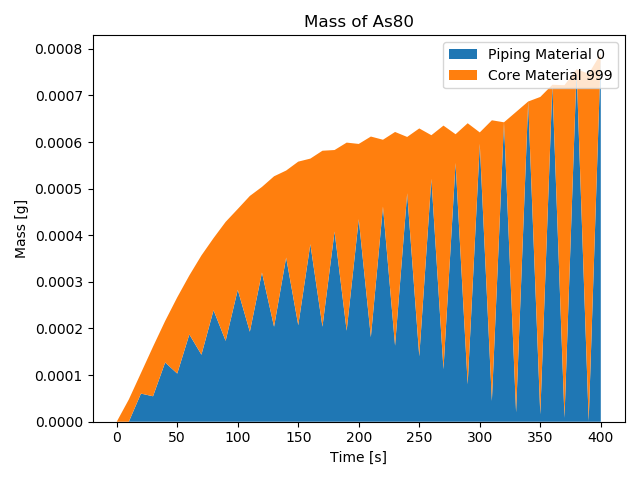 Mass of As80
Piping Material 0
Core Material 999
Mass [g]
0.0008
0.0007
0.0006
0.0005
0.0004
0.0003
0.0002
0.0001
0.0000
0 50 100 150 200 250 300 350 400
Time [s]